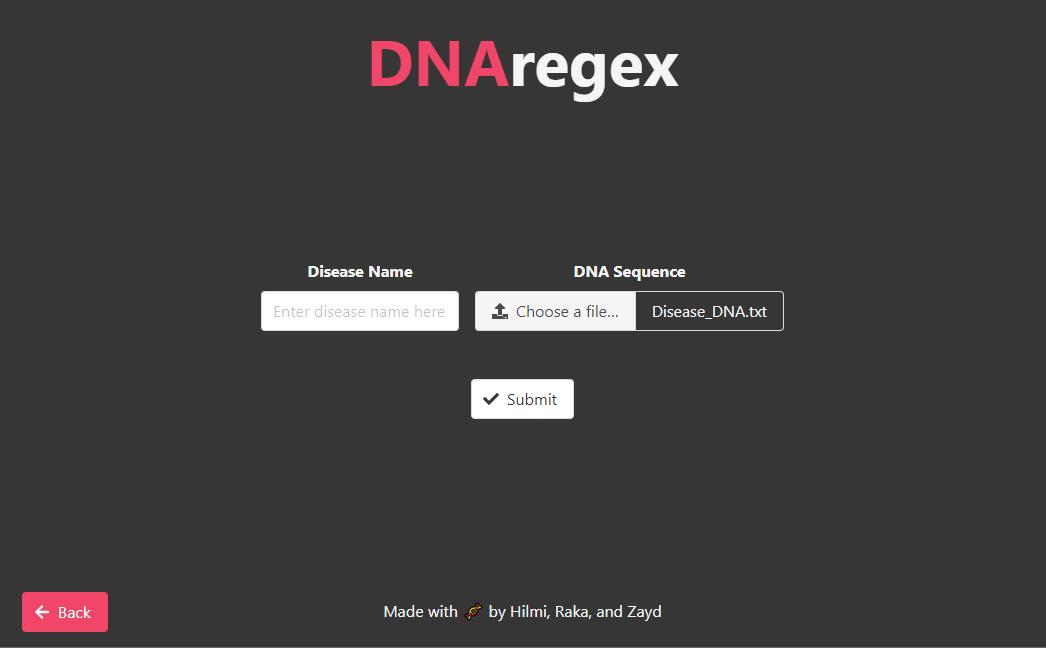 DNAregex
Disease Name
DNA Sequence
Enter disease name here
Choose a file...
Disease_DNA.txt
Submit
Back
Made with 🧬 by Hilmi, Raka, and Zayd